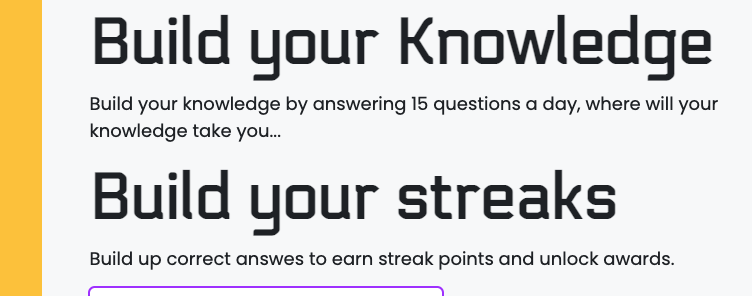 Build your Knowledge
Build your knowledge by answering 15 questions a day, where will your
knowledge take you...
Build your streaks
Build up correct answes to earn streak points and unlock awards.